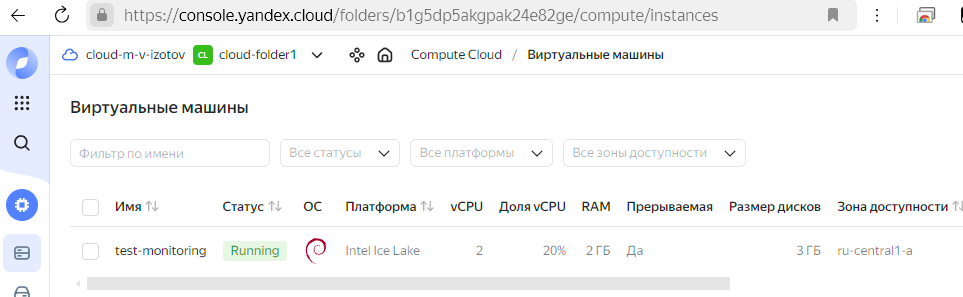 https://console.yandex.cloud/folders/b1g5dp5akgpak24e82ge/compute/instances
cloud-m-v-izotov CL cloud-folder1 Compute Cloud / Виртуальные машины
Виртуальные машины
Фильтр по имени Все статусы Все платформы Все зоны доступности
Имя Статус ОС Платформа vCPU Доля vCPU RAM Прерываемая Размер дисков Зона доступности
test-monitoring Running Intel Ice Lake 2 20% 2 ГБ Да 3 ГБ ru-central1-a